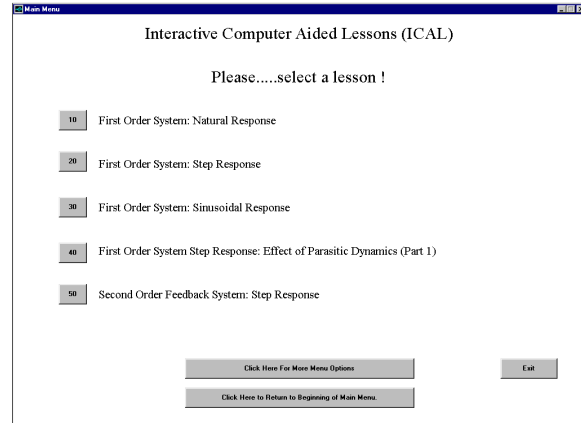 Main Menu
Interactive Computer Aided Lessons (ICAL)
Please.....select a lesson !
10 First Order System: Natural Response
20 First Order System: Step Response
30 First Order System: Sinusoidal Response
40 First Order System Step Response: Effect of Parasitic Dynamics (Part 1)
50 Second Order Feedback System: Step Response
Click Here For More Menu Options Exit
Click Here to Return to Beginning of Main Menu.